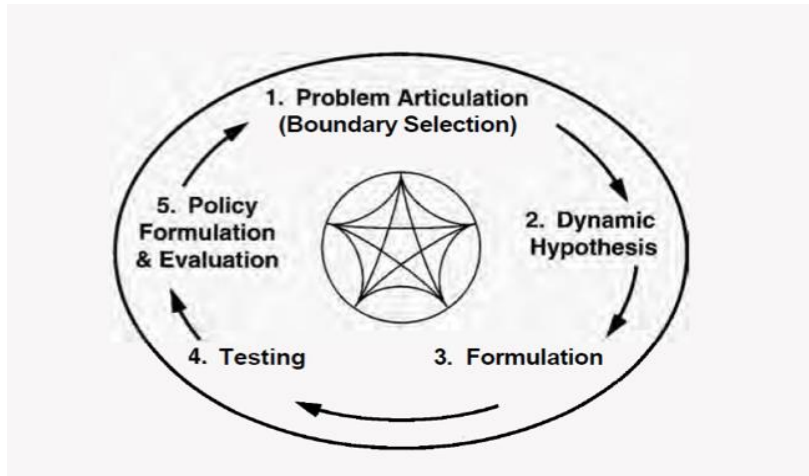 1. Problem Articulation
(Boundary Selection)
2. Dynamic
Hypothesis
3. Formulation
4. Testing
5. Policy
Formulation
& Evaluation